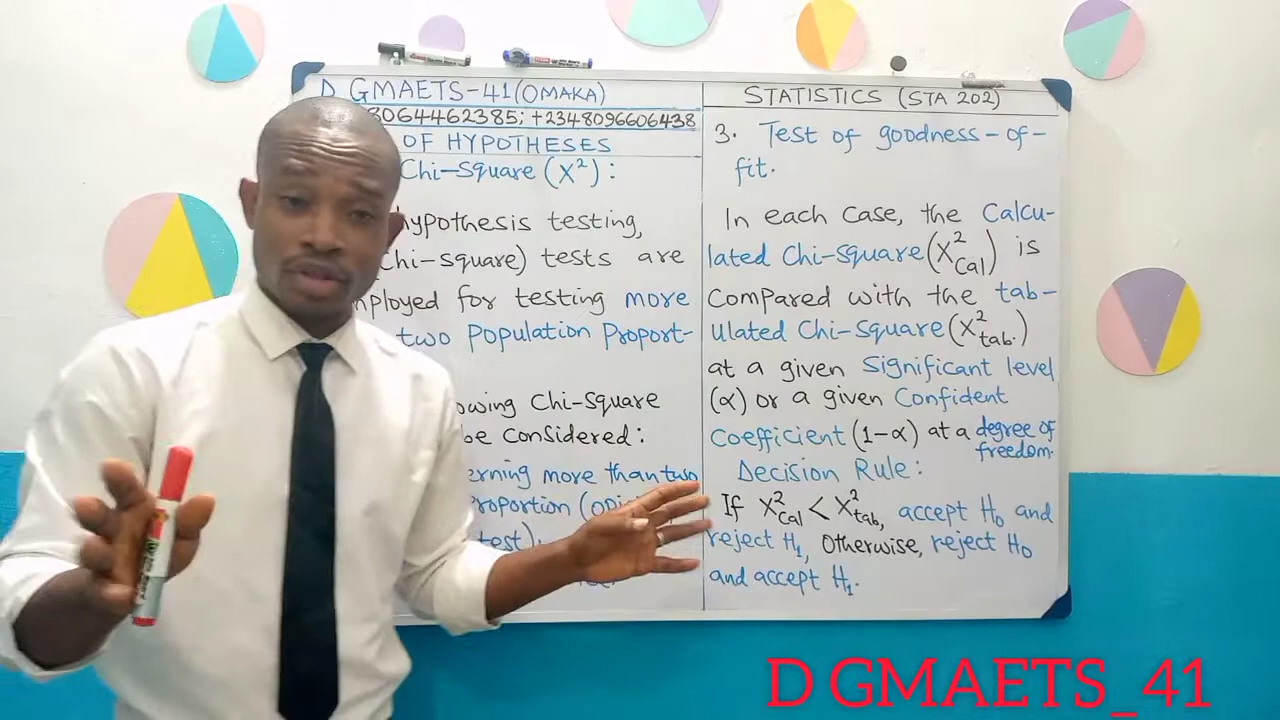 D GMAETS-41(OMAKA)
8064462385; +2348096606438
OF HYPOTHESES
Chi-Square (X²):
hypothesis testing,
Chi-square) tests are
mployed for testing more
two Population Proport-
owing Chi-Square
be Considered:
erning more than two
roportion (
test).
STATISTICS (STA 202)
3. Test of goodness-of-
fit.
In each Case, the Calcu-
lated Chi-square (X²Cal) is
Compared with the tab-
ulated Chi-Square (X²tab.)
at a given Significant level
(α) or a given Confident
Coefficient (1-α) at a degree of
freedom.
Decision Rule:
If X²Cal < X²tab, accept H₀ and
reject H₁, Otherwise, reject H₀
and accept H₁.
D GMAETS_41